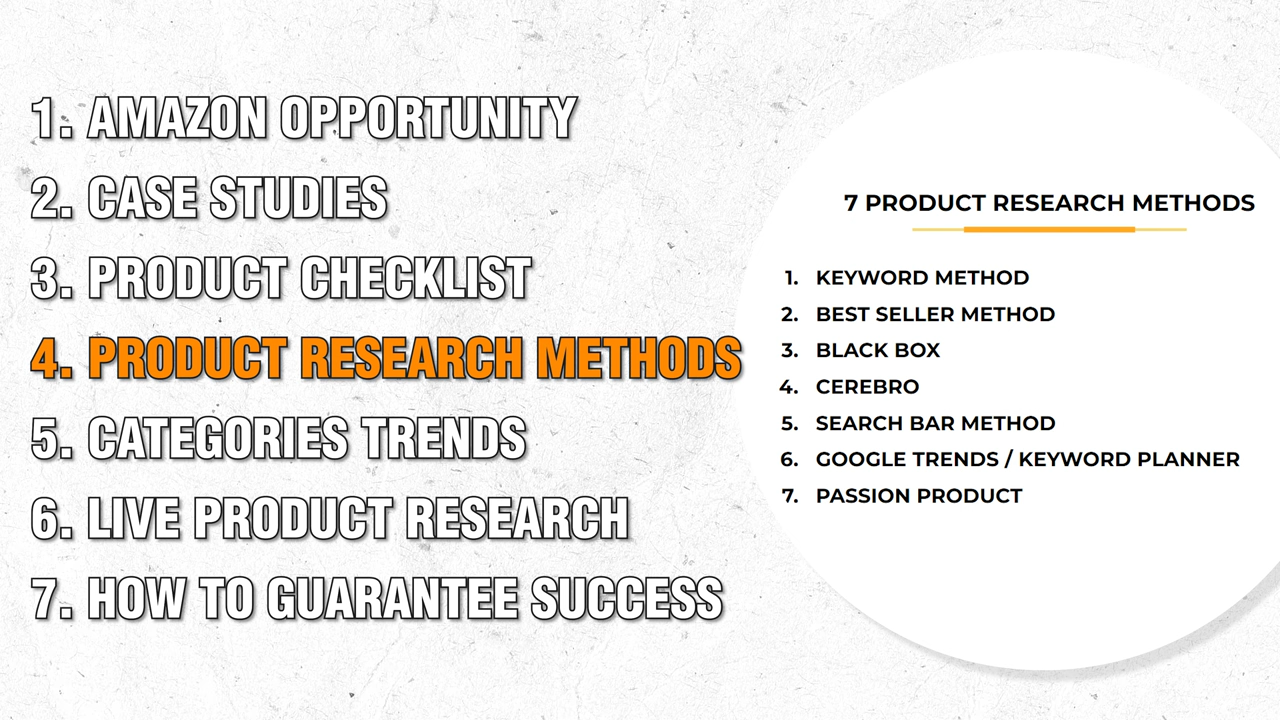 1. AMAZON OPPORTUNITY
2. CASE STUDIES
3. PRODUCT CHECKLIST
4. PRODUCT RESEARCH METHODS
5. CATEGORIES TRENDS
6. LIVE PRODUCT RESEARCH
7. HOW TO GUARANTEE SUCCESS
7 PRODUCT RESEARCH METHODS
1. KEYWORD METHOD
2. BEST SELLER METHOD
3. BLACK BOX
4. CEREBRO
5. SEARCH BAR METHOD
6. GOOGLE TRENDS / KEYWORD PLANNER
7. PASSION PRODUCT